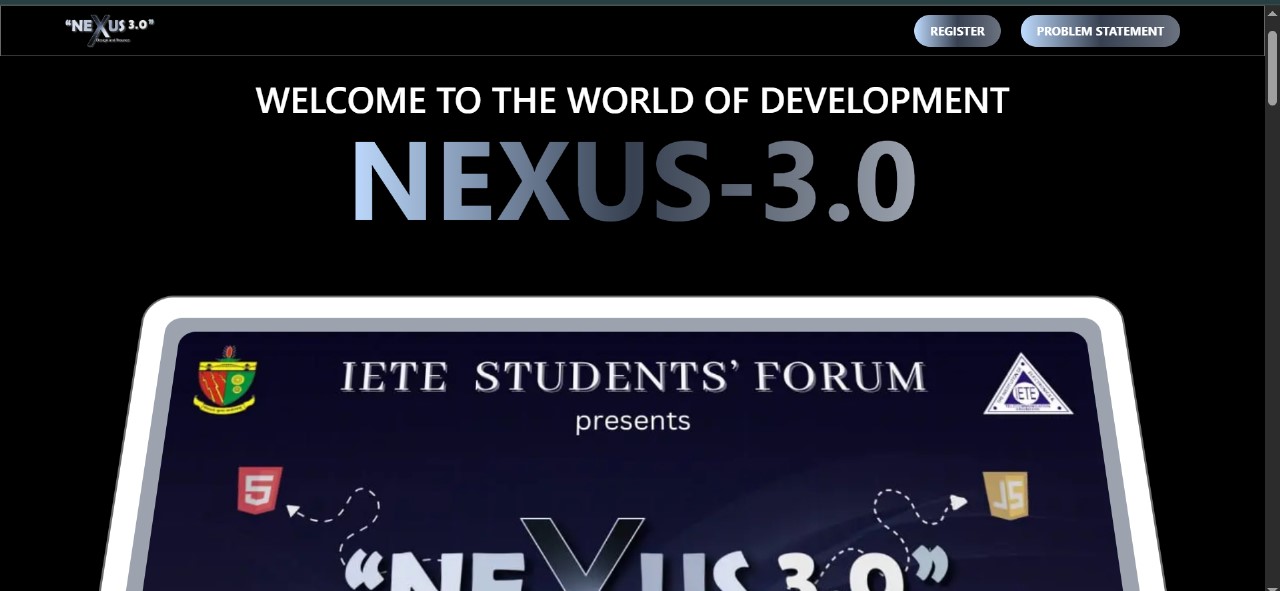 “NEXUS 3.0”
REGISTER
PROBLEM STATEMENT
WELCOME TO THE WORLD OF DEVELOPMENT
NEXUS-3.0
IETE STUDENTS’ FORUM
presents
IETE
5
JS
“NEXUS 3.0”